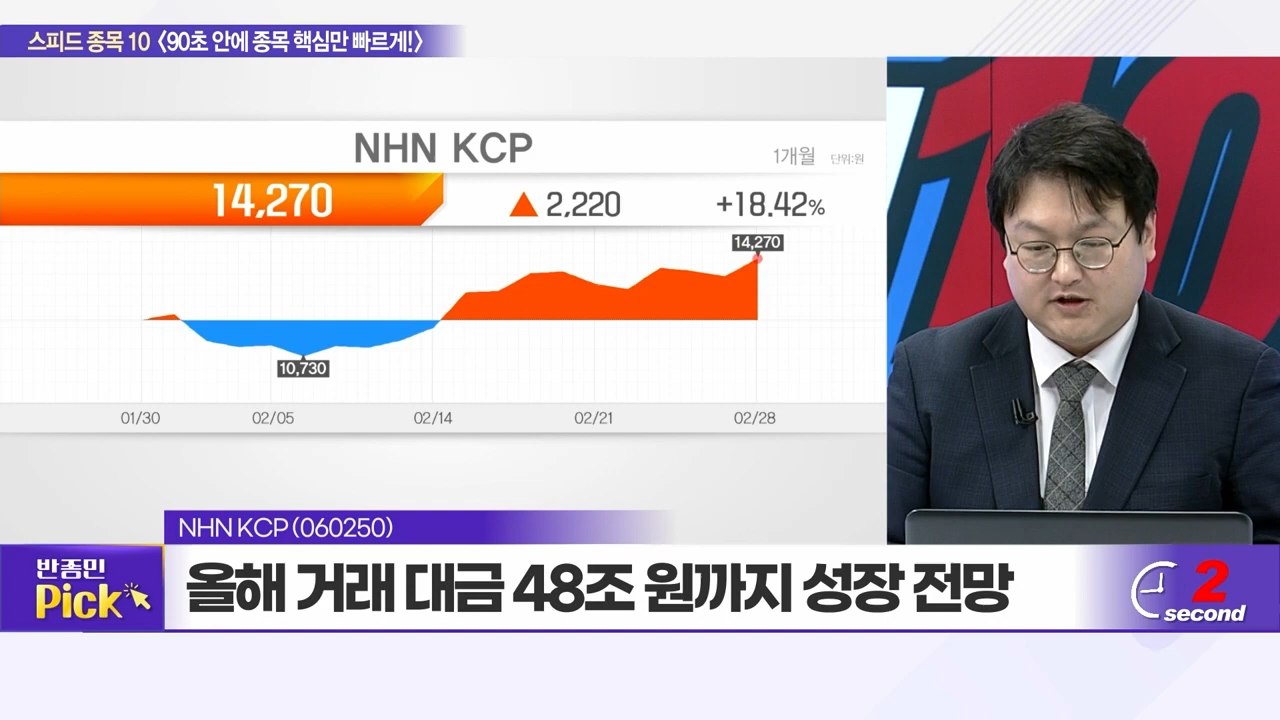 스피드 종목 10 〈90초 안에 종목 핵심만 빠르게!〉
NHN KCP
1개월 단위:원
14,270 ▲ 2,220 +18.42%
14,270
10,730
01/30 02/05 02/14 02/21 02/28
NHN KCP (060250)
반종민
Pick
올해 거래 대금 48조 원까지 성장 전망
2
second